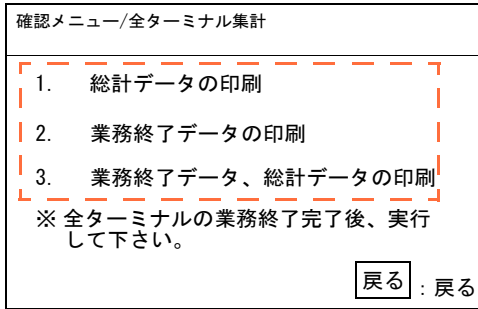 確認メニュー/全ターミナル集計
1. 総計データの印刷
2. 業務終了データの印刷
3. 業務終了データ、総計データの印刷
※ 全ターミナルの業務終了完了後、実行
して下さい。
戻る : 戻る